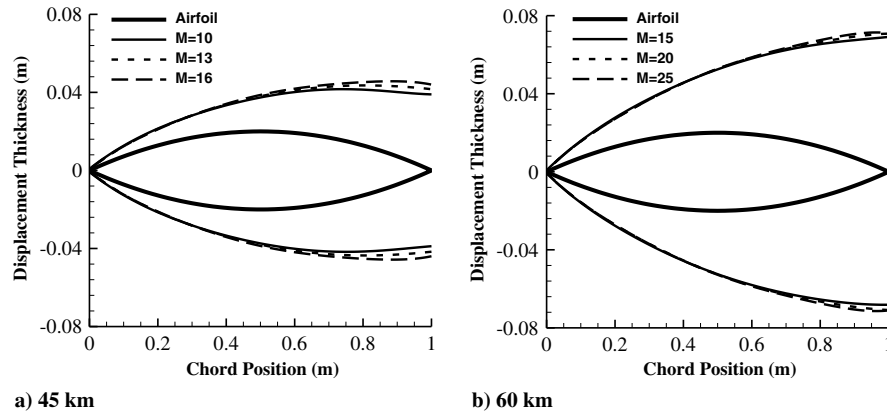 Displacement Thickness (m)
0.08
0.04
0
-0.04
-0.08
Airfoil
M=10
M=13
M=16
0
0.2
0.4
0.6
0.8
1
Chord Position (m)
a) 45 km
Displacement Thickness (m)
0.08
0.04
0
-0.04
-0.08
Airfoil
M=15
M=20
M=25
0
0.2
0.4
0.6
0.8
1
Chord Position (m)
b) 60 km